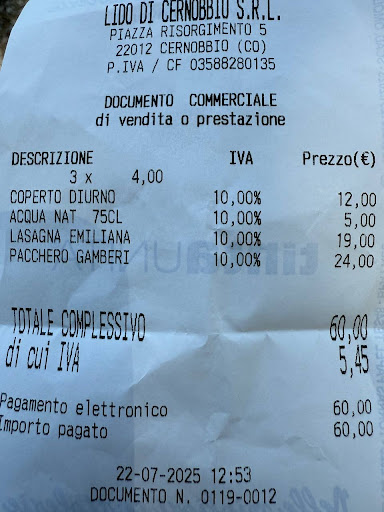 LIDO DI CERNOBBIO S.R.L.
PIAZZA RISORGIMENTO 5
22012 CERNOBBIO (CO)
P.IVA / CF 03588280135
DOCUMENTO COMMERCIALE
di vendita o prestazione
DESCRIZIONE IVA Prezzo(€)
3 x 4,00
COPERTO DIURNO 10,00% 12,00
ACQUA NAT 75CL 10,00% 5,00
LASAGNA EMILIANA 10,00% 19,00
PACCHERO GAMBERI 10,00% 24,00
TOTALE COMPLESSIVO 60,00
di cui IVA 5,45
Pagamento elettronico 60,00
Importo pagato 60,00
22-07-2025 12:53
DOCUMENTO N. 0119-0012